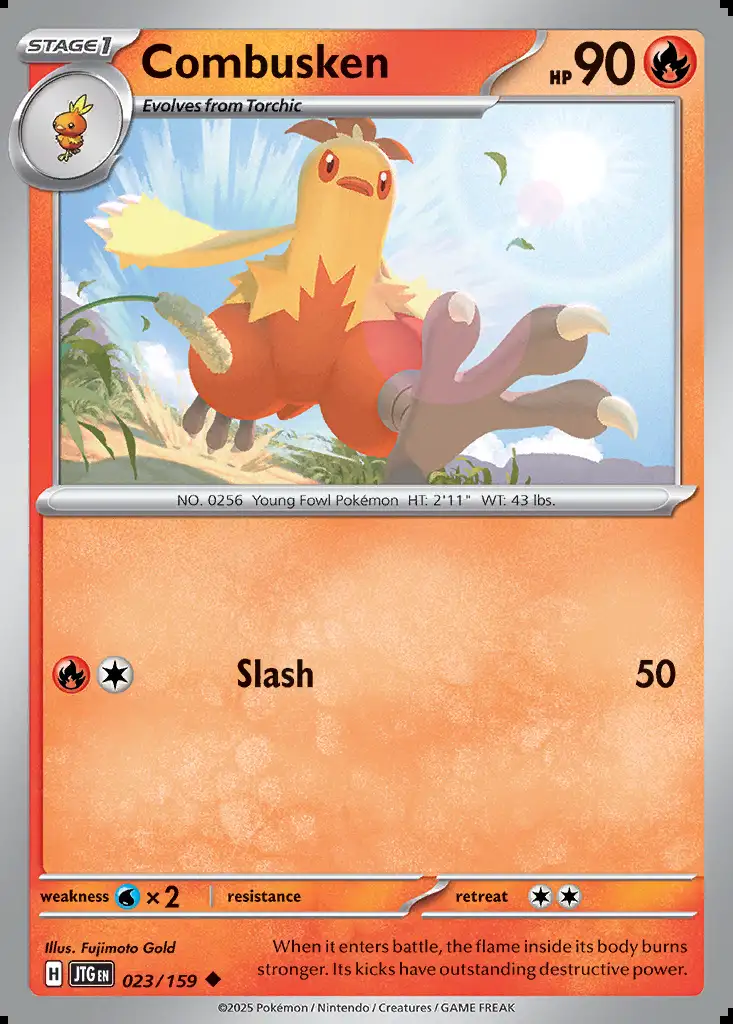 STAGE 1
Combusken
HP 90
Evolves from Torchic
NO. 0256 Young Fowl Pokémon HT: 2'11" WT: 43 lbs.
Slash 50
weakness ×2 resistance retreat
Illus. Fujimoto Gold
When it enters battle, the flame inside its body burns
stronger. Its kicks have outstanding destructive power.
H JTG EN 023/159
©2025 Pokémon / Nintendo / Creatures / GAME FREAK